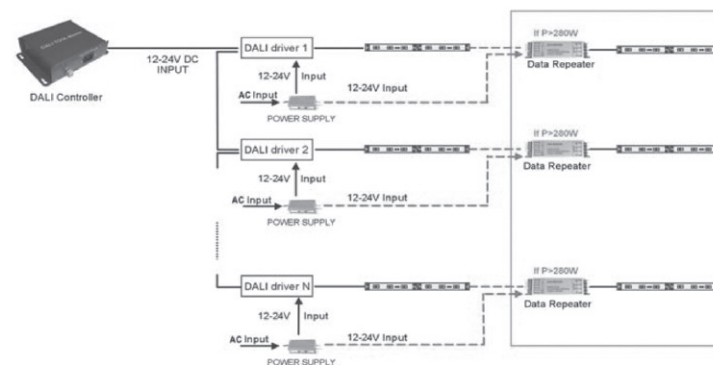 If P>280W
DALI driver 1
12-24V DC
INPUT
Data Repeater
12-24V
Input
12-24V Input
DALI Controller
AC Input
POWER SUPPLY
If P>280W
DALI driver 2
Data Repeater
12-24V
Input
12-24V Input
AC Input
POWER SUPPLY
If P>280W
DALI driver N
Data Repeater
12-24V
Input
12-24V Input
AC Input
POWER SUPPLY